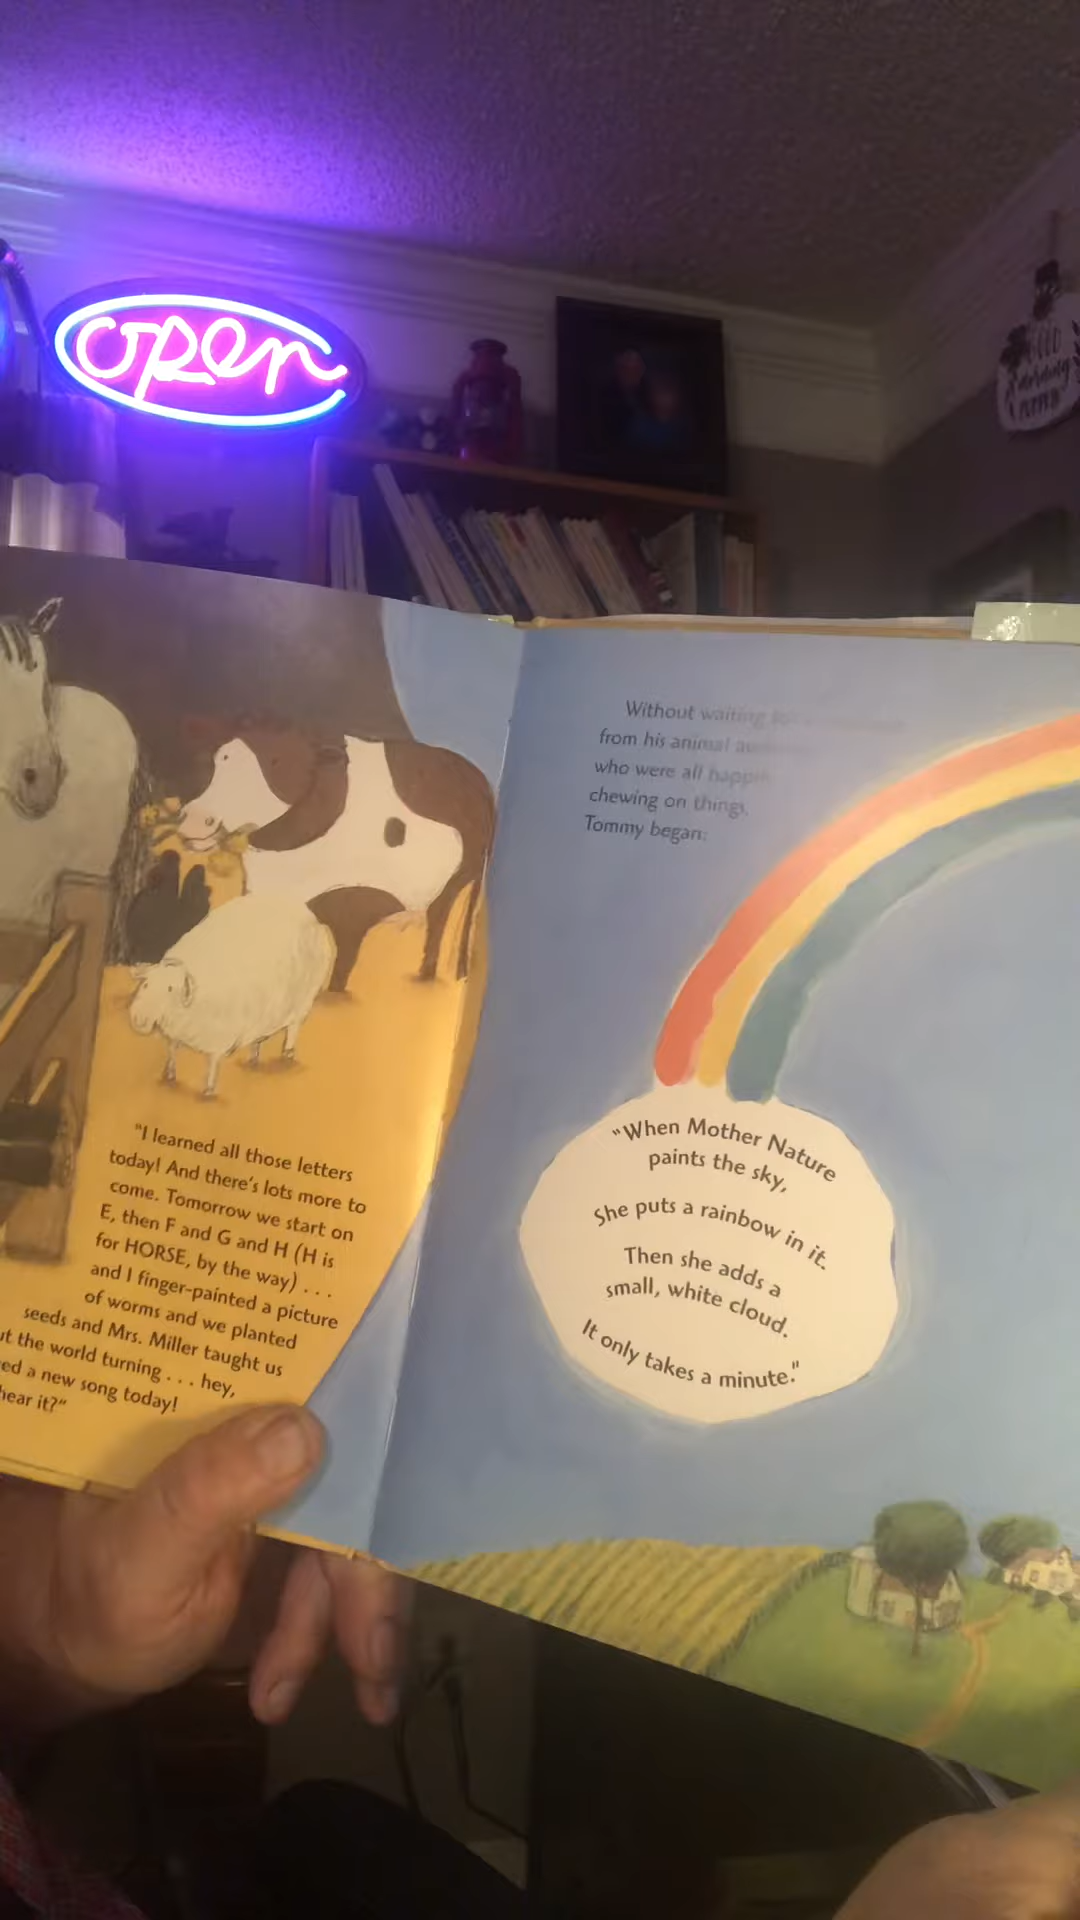 open
GOOD
"I learned all those letters
today! And there's lots more to
come. Tomorrow we start on
E, then F and G and H (H is
for HORSE, by the way) . . .
and I finger-painted a picture
of worms and we planted
seeds and Mrs. Miller taught us
the world turning . . . hey,
a new song today!
hear it?"
Without waiting
from his animal
who were all
chewing on things,
Tommy began:
"When Mother Nature
paints the sky,
She puts a rainbow in it.
Then she adds a
small, white cloud.
It only takes a minute."